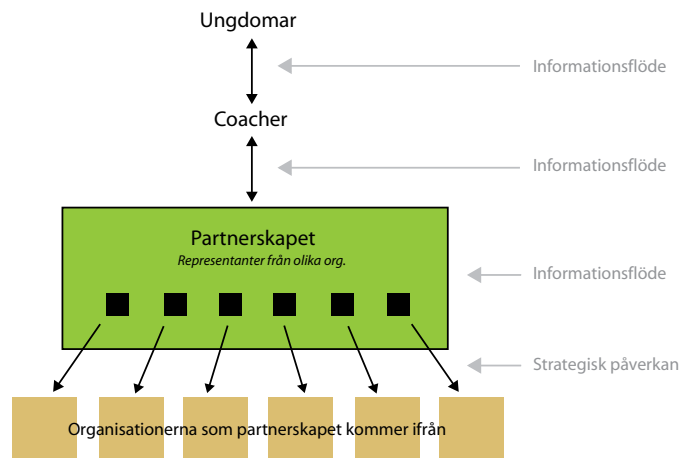 Ungdomar
Informationsflöde
Coacher
Informationsflöde
Partnerskapet
Representanter från olika org.
Informationsflöde
Strategisk påverkan
Organisationerna som partnerskapet kommer ifrån